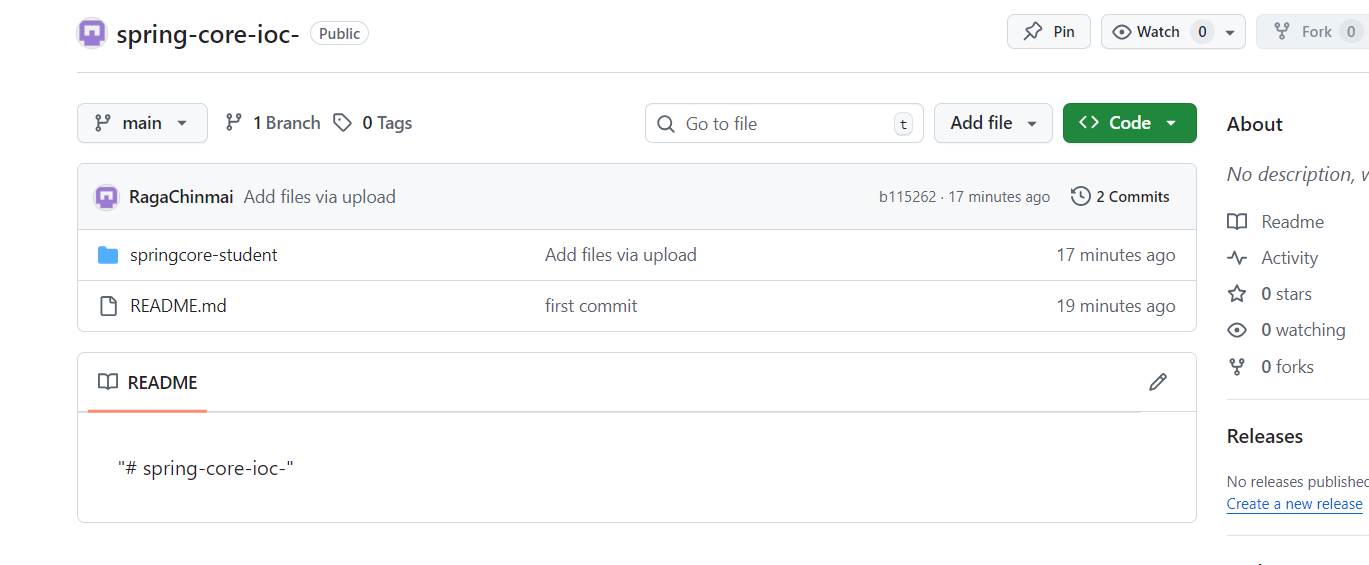 spring-core-ioc- Public Pin Watch 0 Fork 0
main 1 Branch 0 Tags Go to file t Add file Code
RagaChinmai Add files via upload b115262 · 17 minutes ago 2 Commits
springcore-student Add files via upload 17 minutes ago
README.md first commit 19 minutes ago
README
"# spring-core-ioc-"
About
No description,
Readme
Activity
0 stars
0 watching
0 forks
Releases
No releases published
Create a new release